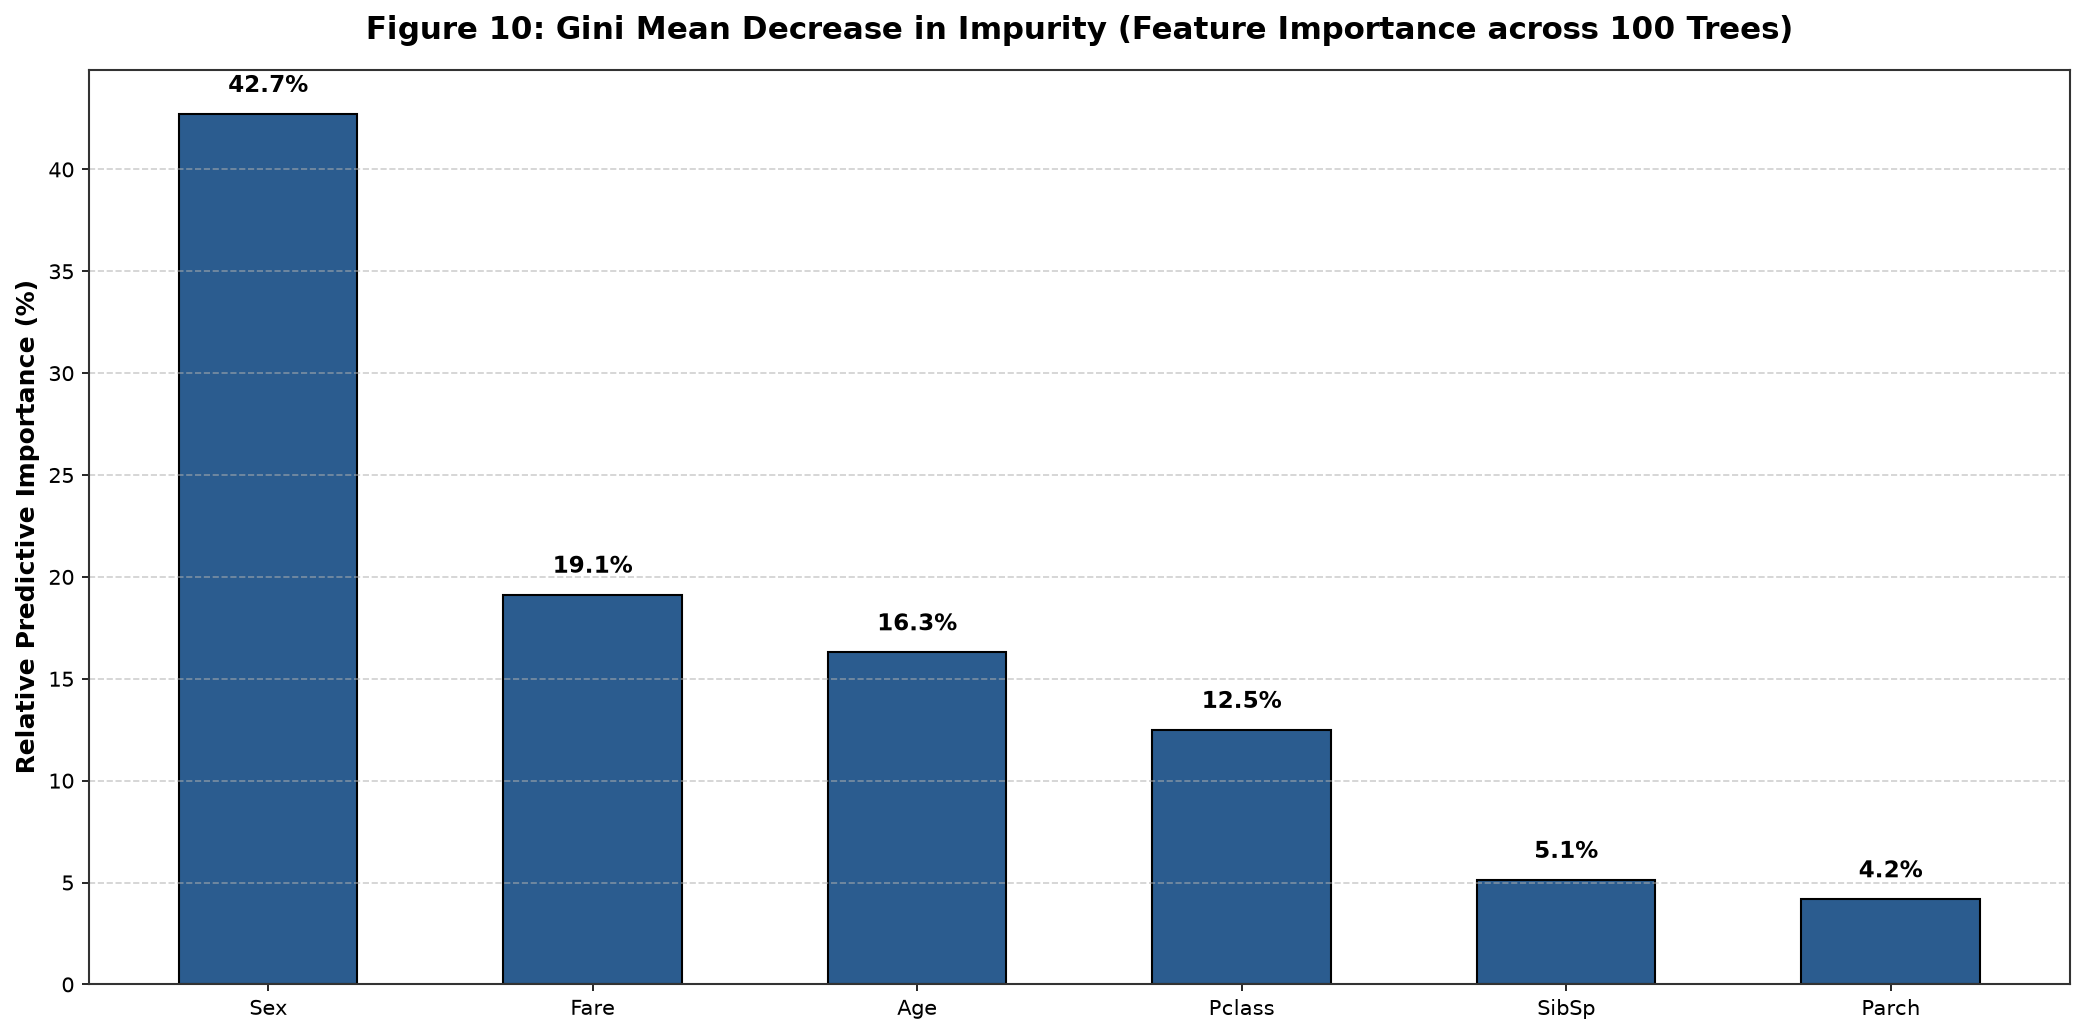 Figure 10: Gini Mean Decrease in Impurity (Feature Importance across 100 Trees)
Relative Predictive Importance (%)
40
35
30
25
20
15
10
5
0
42.7%
19.1%
16.3%
12.5%
5.1%
4.2%
Sex
Fare
Age
Pclass
SibSp
Parch